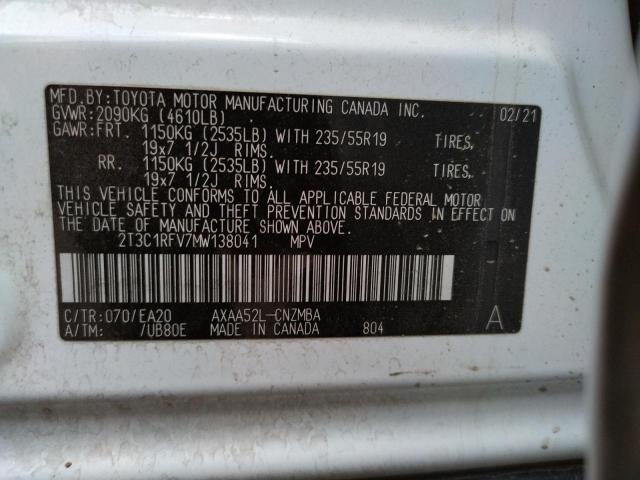 MFD.BY:TOYOTA MOTOR MANUFACTURING CANADA INC. 02/21
GVWR:2090KG (4610LB)
GAWR:FRT. 1150KG (2535LB) WITH 235/55R19 TIRES,
19x7 1/2J RIMS.
RR. 1150KG (2535LB) WITH 235/55R19 TIRES,
19x7 1/2J RIMS.
THIS VEHICLE CONFORMS TO ALL APPLICABLE FEDERAL MOTOR
VEHICLE SAFETY AND THEFT PREVENTION STANDARDS IN EFFECT ON
THE DATE OF MANUFACTURE SHOWN ABOVE.
2T3C1RFV7MW138041 MPV
C/TR:070/EA20 AXAA52L-CNZMBA A
A/TM: /UB80E MADE IN CANADA 804